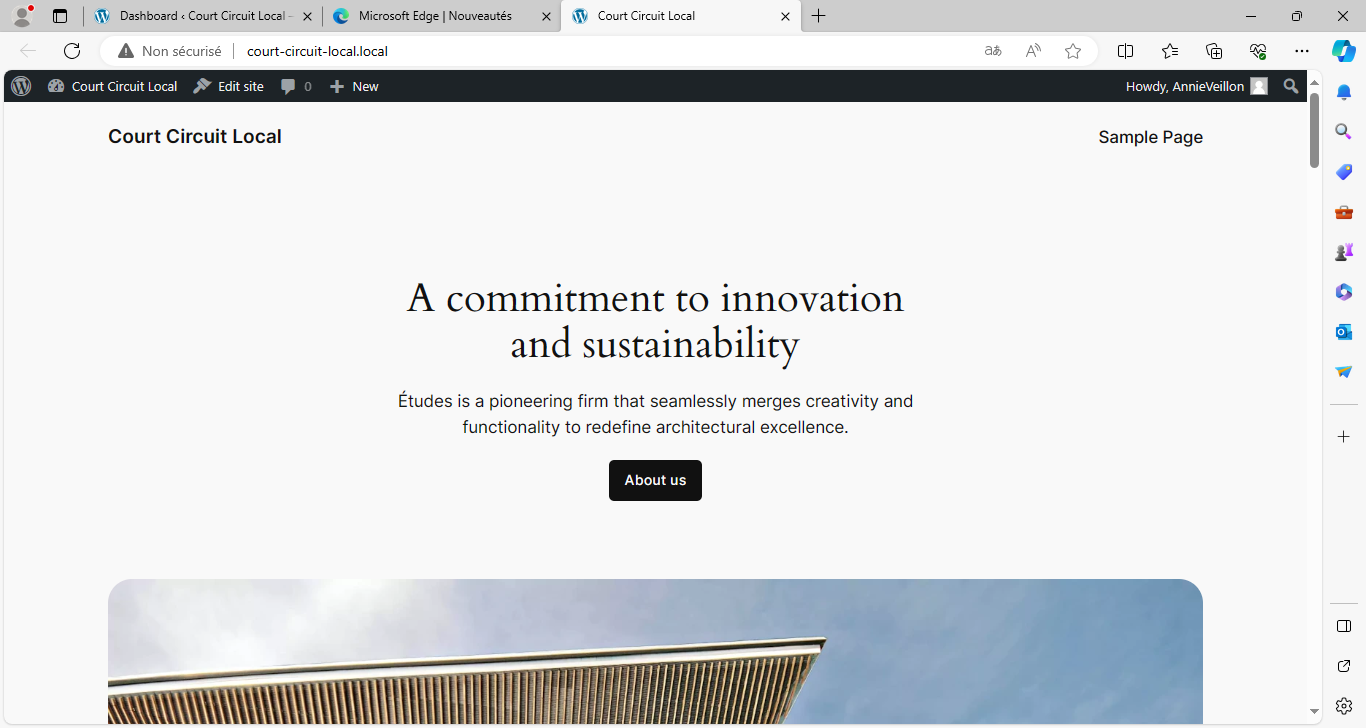 Dashboard ‹ Court Circuit Local –
Microsoft Edge | Nouveautés
Court Circuit Local
Non sécurisé
court-circuit-local.local
aあ
Court Circuit Local
Edit site
0
New
Howdy, AnnieVeillon
Court Circuit Local
Sample Page
A commitment to innovation
and sustainability
Études is a pioneering firm that seamlessly merges creativity and
functionality to redefine architectural excellence.
About us